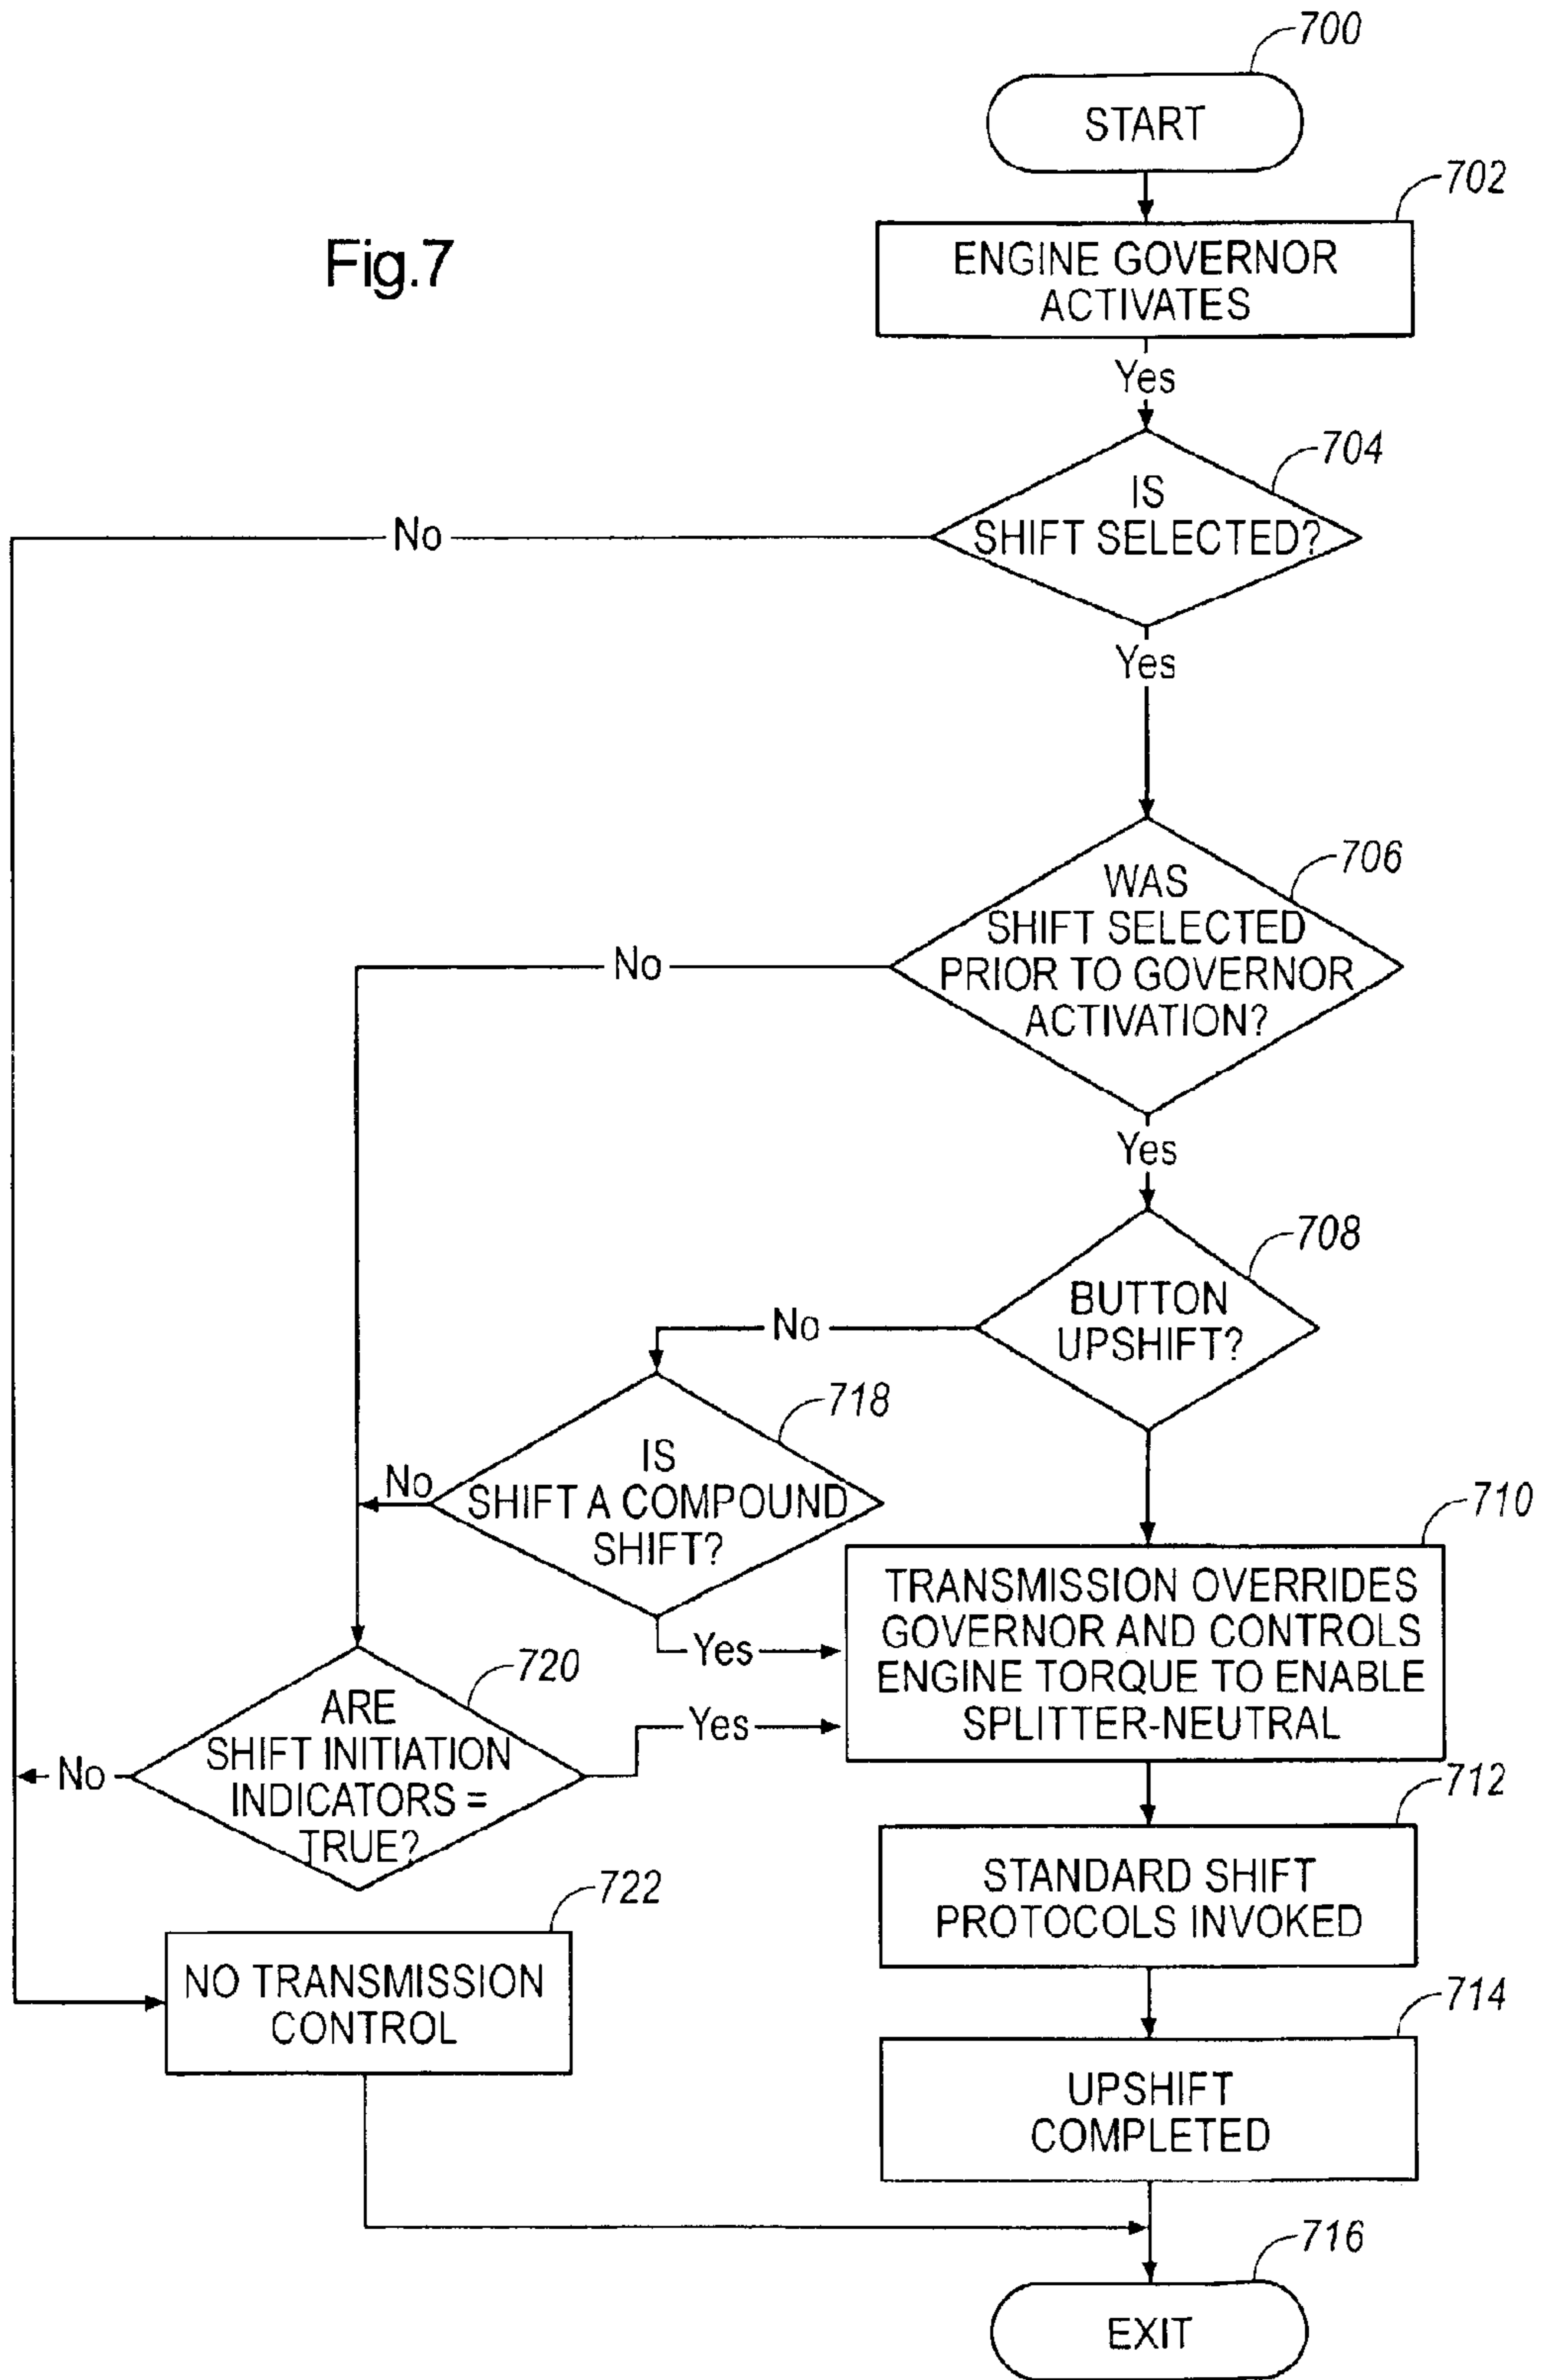 700
START
702
Fig.7
ENGINE GOVERNOR
ACTIVATES
Yes
704
IS
SHIFT SELECTED?
No
Yes
706
WAS
SHIFT SELECTED
PRIOR TO GOVERNOR
ACTIVATION?
No
Yes
708
BUTTON
UPSHIFT?
No
718
IS
SHIFT A COMPOUND
SHIFT?
No
Yes
710
TRANSMISSION OVERRIDES
GOVERNOR AND CONTROLS
ENGINE TORQUE TO ENABLE
SPLITTER-NEUTRAL
720
ARE
SHIFT INITIATION
INDICATORS =
TRUE?
Yes
No
712
STANDARD SHIFT
PROTOCOLS INVOKED
722
NO TRANSMISSION
CONTROL
714
UPSHIFT
COMPLETED
716
EXIT